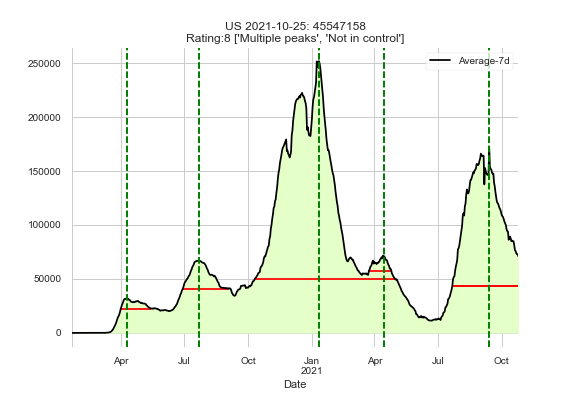 US 2021-10-25: 45547158
Rating:8 ['Multiple peaks', 'Not in control']
Average-7d
250000
200000
150000
100000
50000
0
Apr Jul Oct Jan Apr Jul Oct
2021
Date